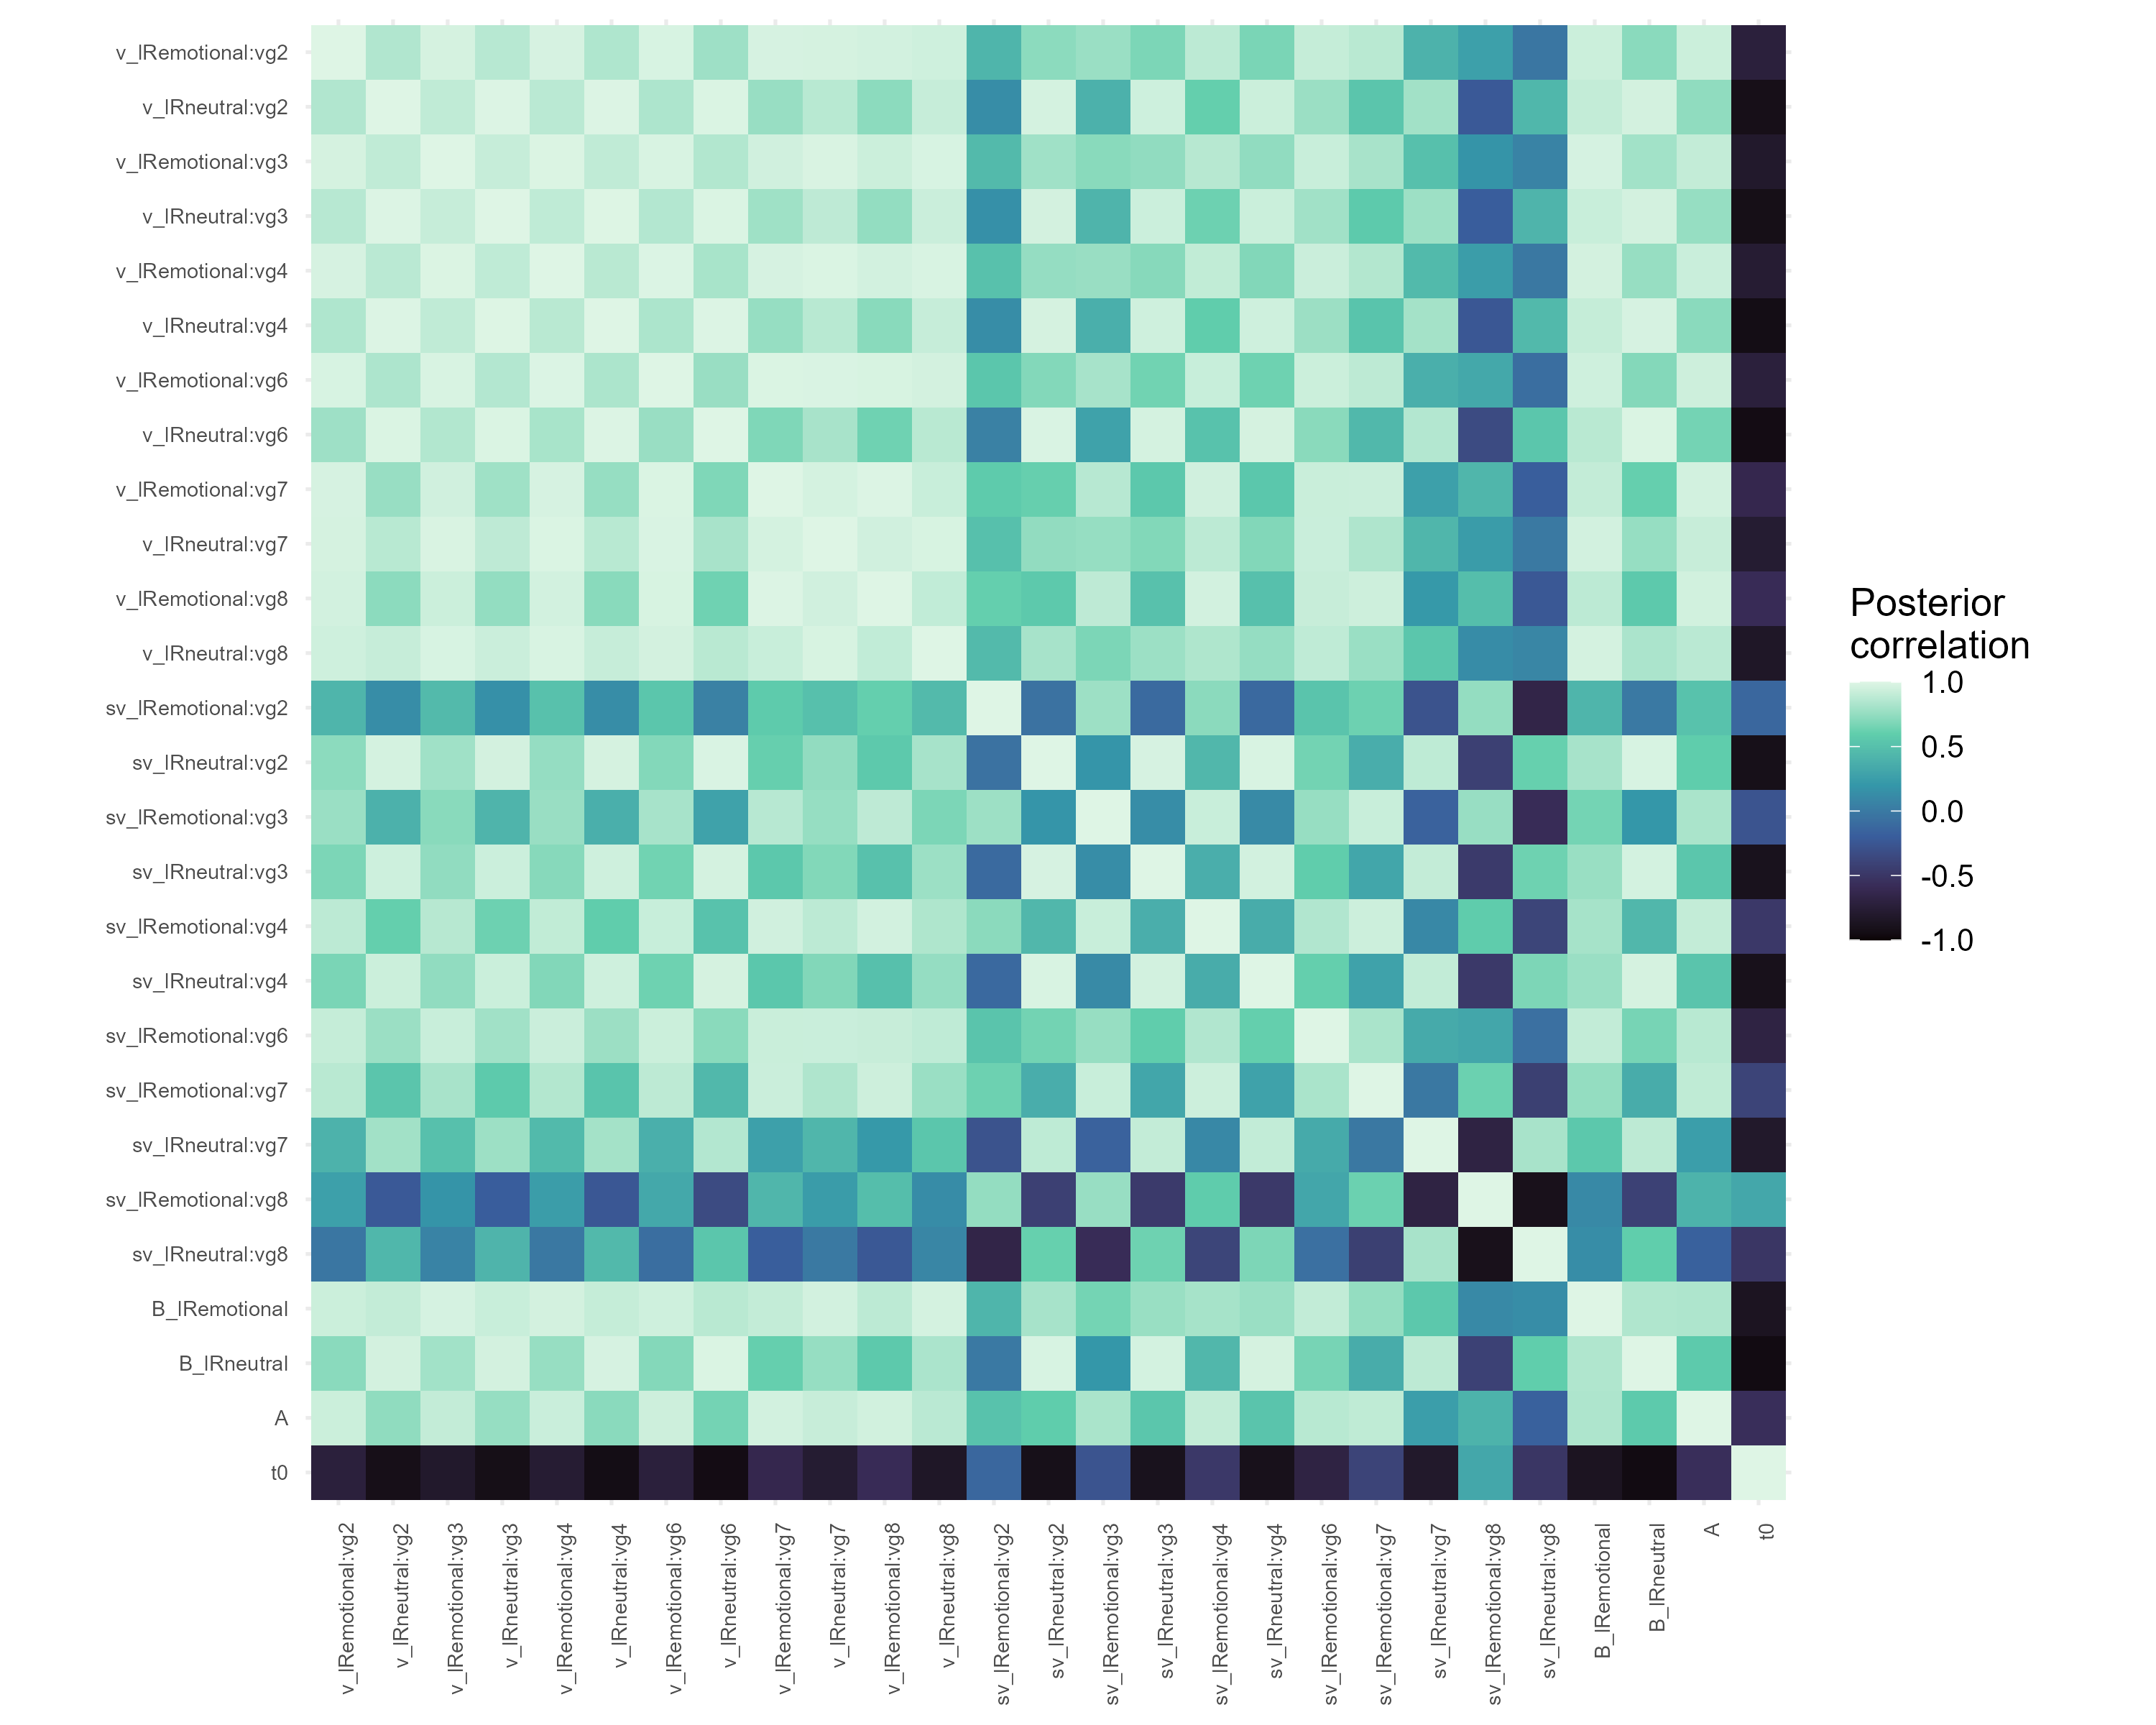 v_lRemotional:vg2
v_lRneutral:vg2
v_lRemotional:vg3
v_lRneutral:vg3
v_lRemotional:vg4
v_lRneutral:vg4
v_lRemotional:vg6
v_lRneutral:vg6
v_lRemotional:vg7
v_lRneutral:vg7
v_lRemotional:vg8
v_lRneutral:vg8
sv_lRemotional:vg2
sv_lRneutral:vg2
sv_lRemotional:vg3
sv_lRneutral:vg3
sv_lRemotional:vg4
sv_lRneutral:vg4
sv_lRemotional:vg6
sv_lRemotional:vg7
sv_lRneutral:vg7
sv_lRemotional:vg8
sv_lRneutral:vg8
B_lRemotional
B_lRneutral
A
t0
v_lRemotional:vg2
v_lRneutral:vg2
v_lRemotional:vg3
v_lRneutral:vg3
v_lRemotional:vg4
v_lRneutral:vg4
v_lRemotional:vg6
v_lRneutral:vg6
v_lRemotional:vg7
v_lRneutral:vg7
v_lRemotional:vg8
v_lRneutral:vg8
sv_lRemotional:vg2
sv_lRneutral:vg2
sv_lRemotional:vg3
sv_lRneutral:vg3
sv_lRemotional:vg4
sv_lRneutral:vg4
sv_lRemotional:vg6
sv_lRemotional:vg7
sv_lRneutral:vg7
sv_lRemotional:vg8
sv_lRneutral:vg8
B_lRemotional
B_lRneutral
A
t0
Posterior
correlation
1.0
0.5
0.0
-0.5
-1.0